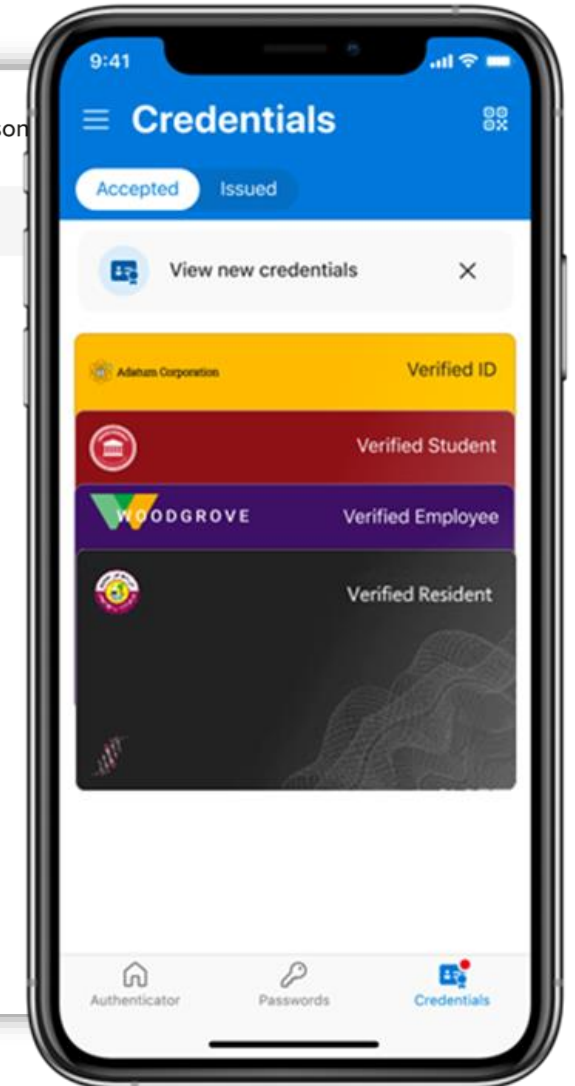 son
9:41
Credentials
Accepted Issued
View new credentials
Adatum Corporation Verified ID
Verified Student
WOODGROVE Verified Employee
Verified Resident
Authenticator Passwords Credentials